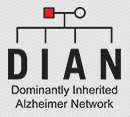 DIAN
Dominantly Inherited
Alzheimer Network